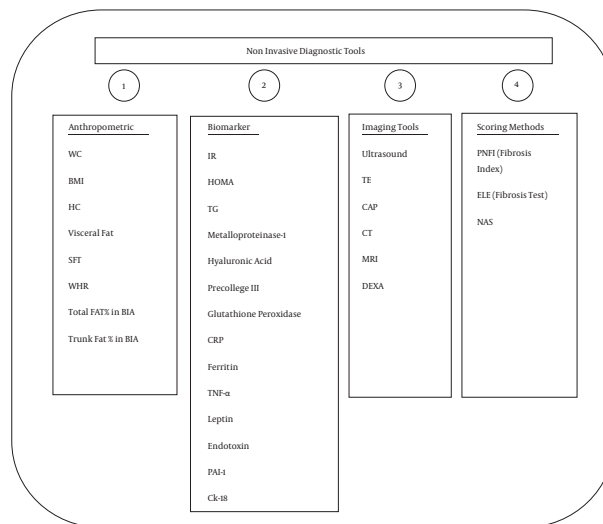 Non Invasive Diagnostic Tools
1
2
3
4
Anthropometric
WC
BMI
HC
Visceral Fat
SFT
WHR
Total FAT% in BIA
Trunk Fat % in BIA
Biomarker
IR
HOMA
TG
Metalloproteinase-1
Hyaluronic Acid
Precollege III
Glutathione Peroxidase
CRP
Ferritin
TNF-α
Leptin
Endotoxin
PAI-1
Ck-18
Imaging Tools
Ultrasound
TE
CAP
CT
MRI
DEXA
Scoring Methods
PNFI (Fibrosis
Index)
ELE (Fibrosis Test)
NAS